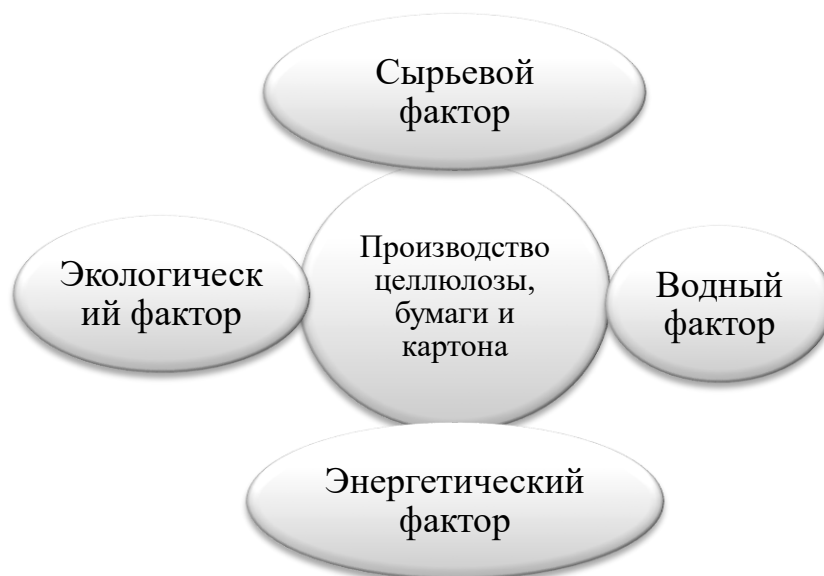 Сырьевой
фактор
Экологическ
ий фактор
Производство
целлюлозы,
бумаги и
картона
Водный
фактор
Энергетический
фактор